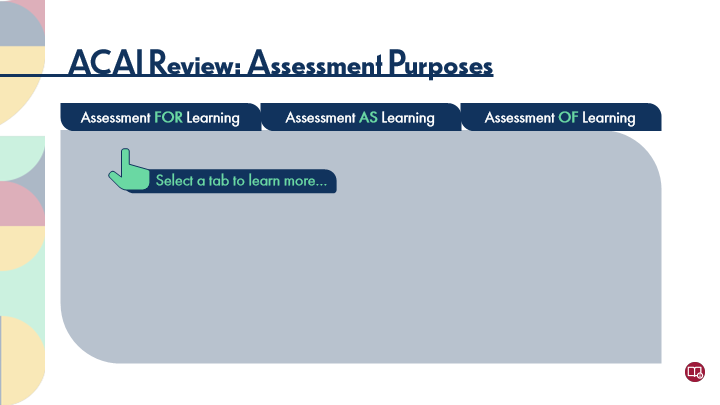 ACAI Review: Assessment Purposes
Assessment FOR Learning
Assessment AS Learning
Assessment OF Learning
Select a tab to learn more...